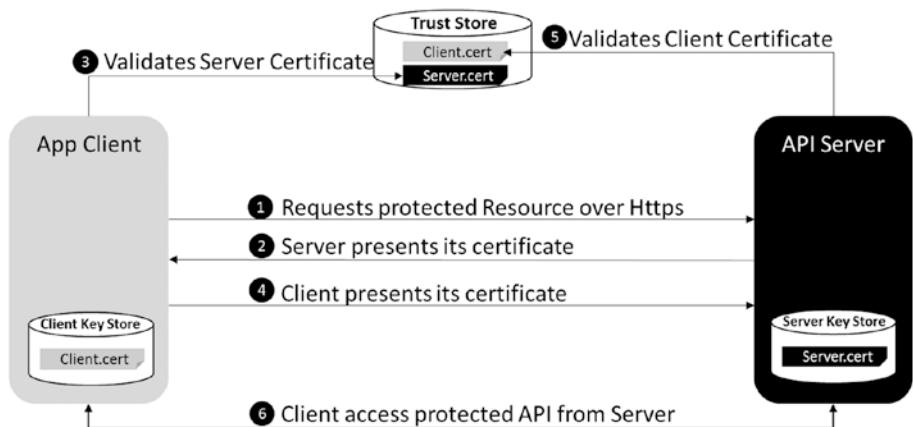 Trust Store
Client.cert
Server.cert
5 Validates Client Certificate
3 Validates Server Certificate
App Client
API Server
1 Requests protected Resource over Https
2 Server presents its certificate
4 Client presents its certificate
Client Key Store
Client.cert
Server Key Store
Server.cert
6 Client access protected API from Server